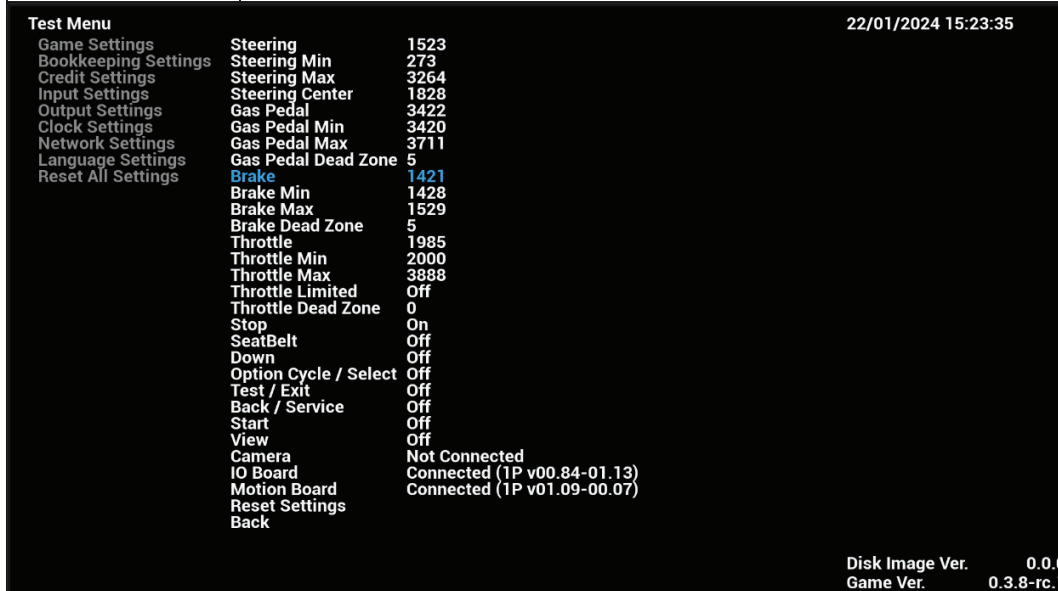 Test Menu 22/01/2024 15:23:35
Game Settings Steering 1523
Bookkeeping Settings Steering Min 273
Credit Settings Steering Max 3264
Input Settings Steering Center 1828
Output Settings Gas Pedal 3422
Clock Settings Gas Pedal Min 3420
Network Settings Gas Pedal Max 3711
Language Settings Gas Pedal Dead Zone 5
Reset All Settings Brake 1421
Brake Min 1428
Brake Max 1529
Brake Dead Zone 5
Throttle 1985
Throttle Min 2000
Throttle Max 3888
Throttle Limited Off
Throttle Dead Zone 0
Stop On
SeatBelt Off
Down Off
Option Cycle / Select Off
Test / Exit Off
Back / Service Off
Start Off
View Off
Camera Not Connected
IO Board Connected (1P v00.84-01.13)
Motion Board Connected (1P v01.09-00.07)
Reset Settings
Back
Disk Image Ver. 0.0.
Game Ver. 0.3.8-rc.